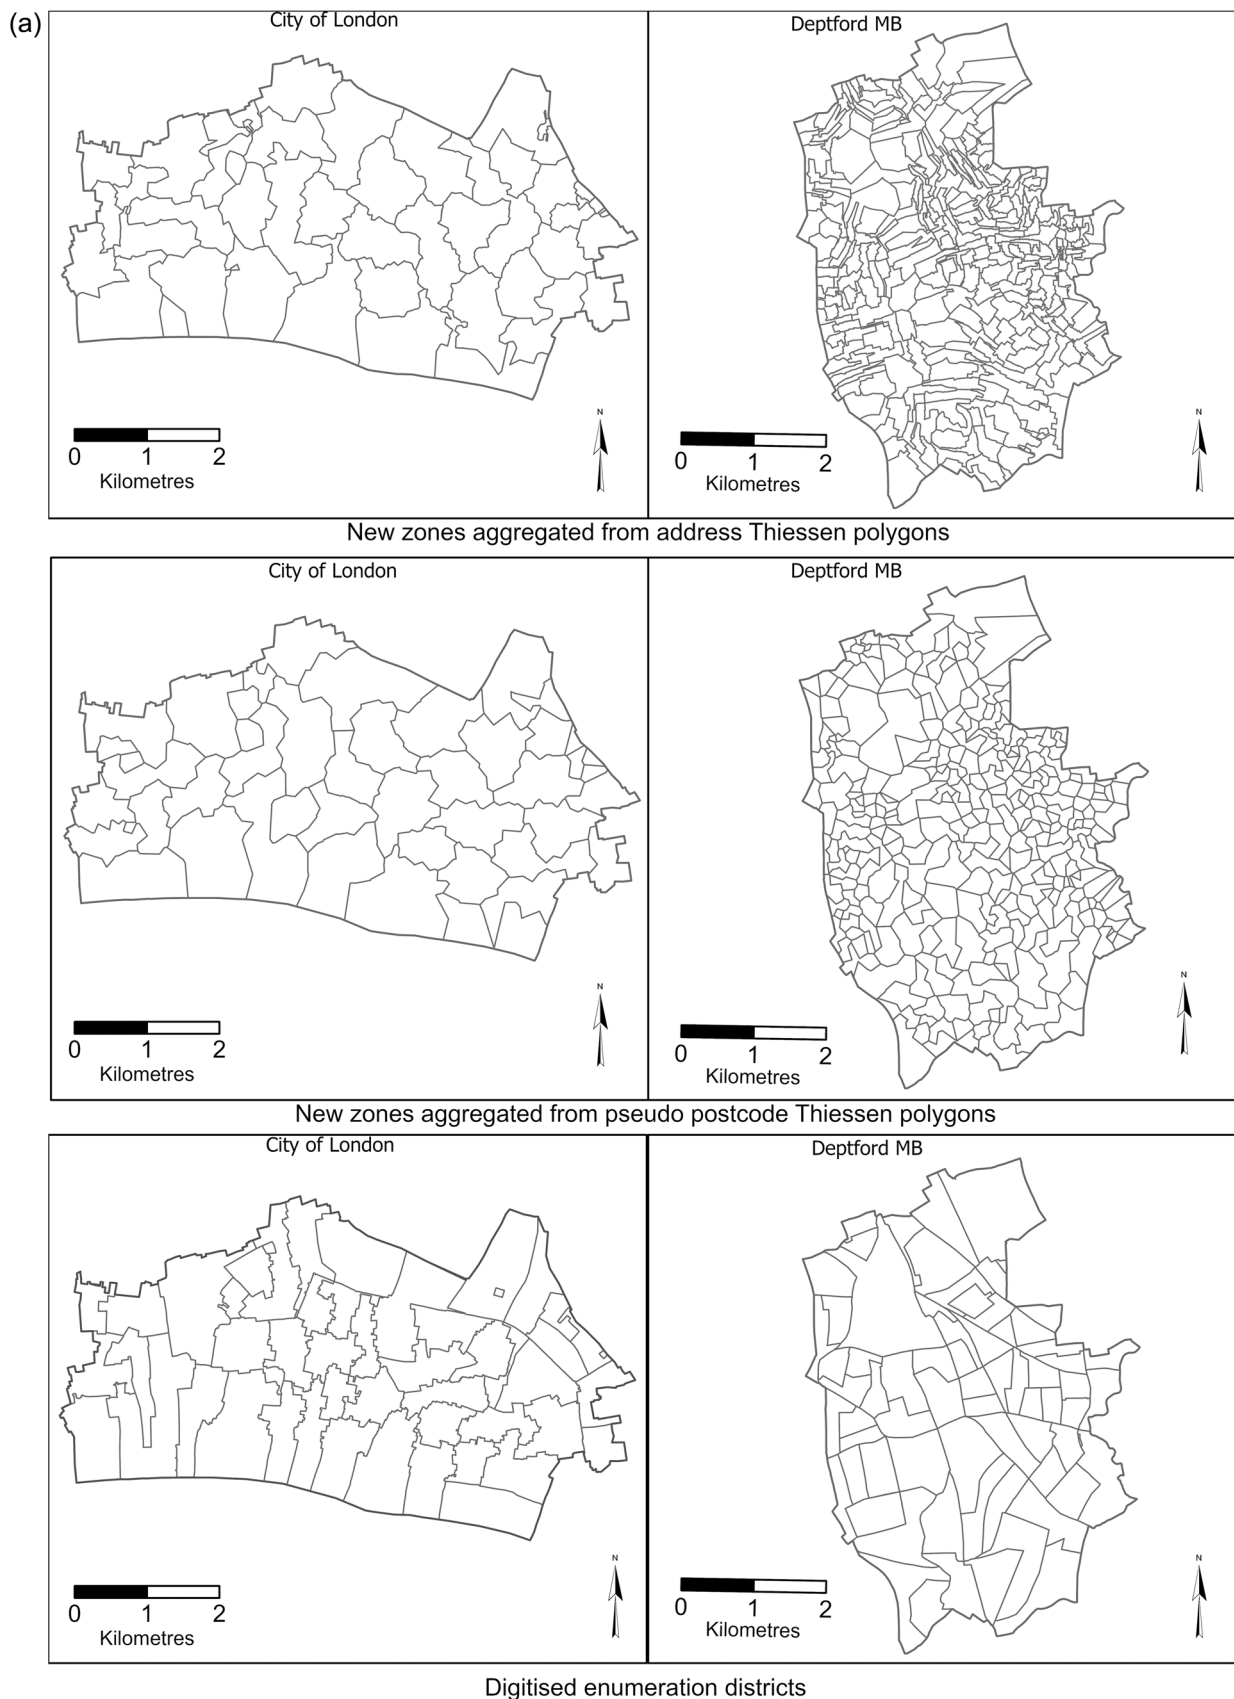 (a)
City of London
Deptford MB
N
N
0 1 2
Kilometres
0 1 2
Kilometres
New zones aggregated from address Thiessen polygons
City of London
Deptford MB
N
N
0 1 2
Kilometres
0 1 2
Kilometres
New zones aggregated from pseudo postcode Thiessen polygons
City of London
Deptford MB
N
N
0 1 2
Kilometres
0 1 2
Kilometres
Digitised enumeration districts